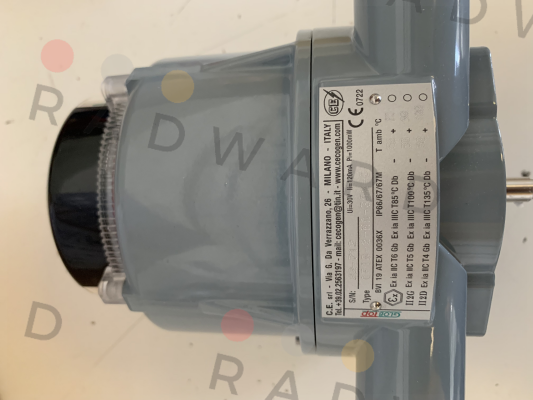 C.E. srl - Via G. Da Verrazzano, 26 - MILANO - ITALY
Tel.+39.02.2563197 - mail: cecogen@tin.it - www.cecogen.com
S/N:
Type
BVI 19 ATEX 0036X IP66/67/67M T amb °C
Ex ia IIC T6 Gb Ex ia IIIC T85°C Db - +
II2G Ex ia IIC T5 Gb Ex ia IIIC T100°C Db - +
II2D Ex ia IIC T4 Gb Ex ia IIIC T135°C Db - +
CE 0722
RADWARD
RADWARD